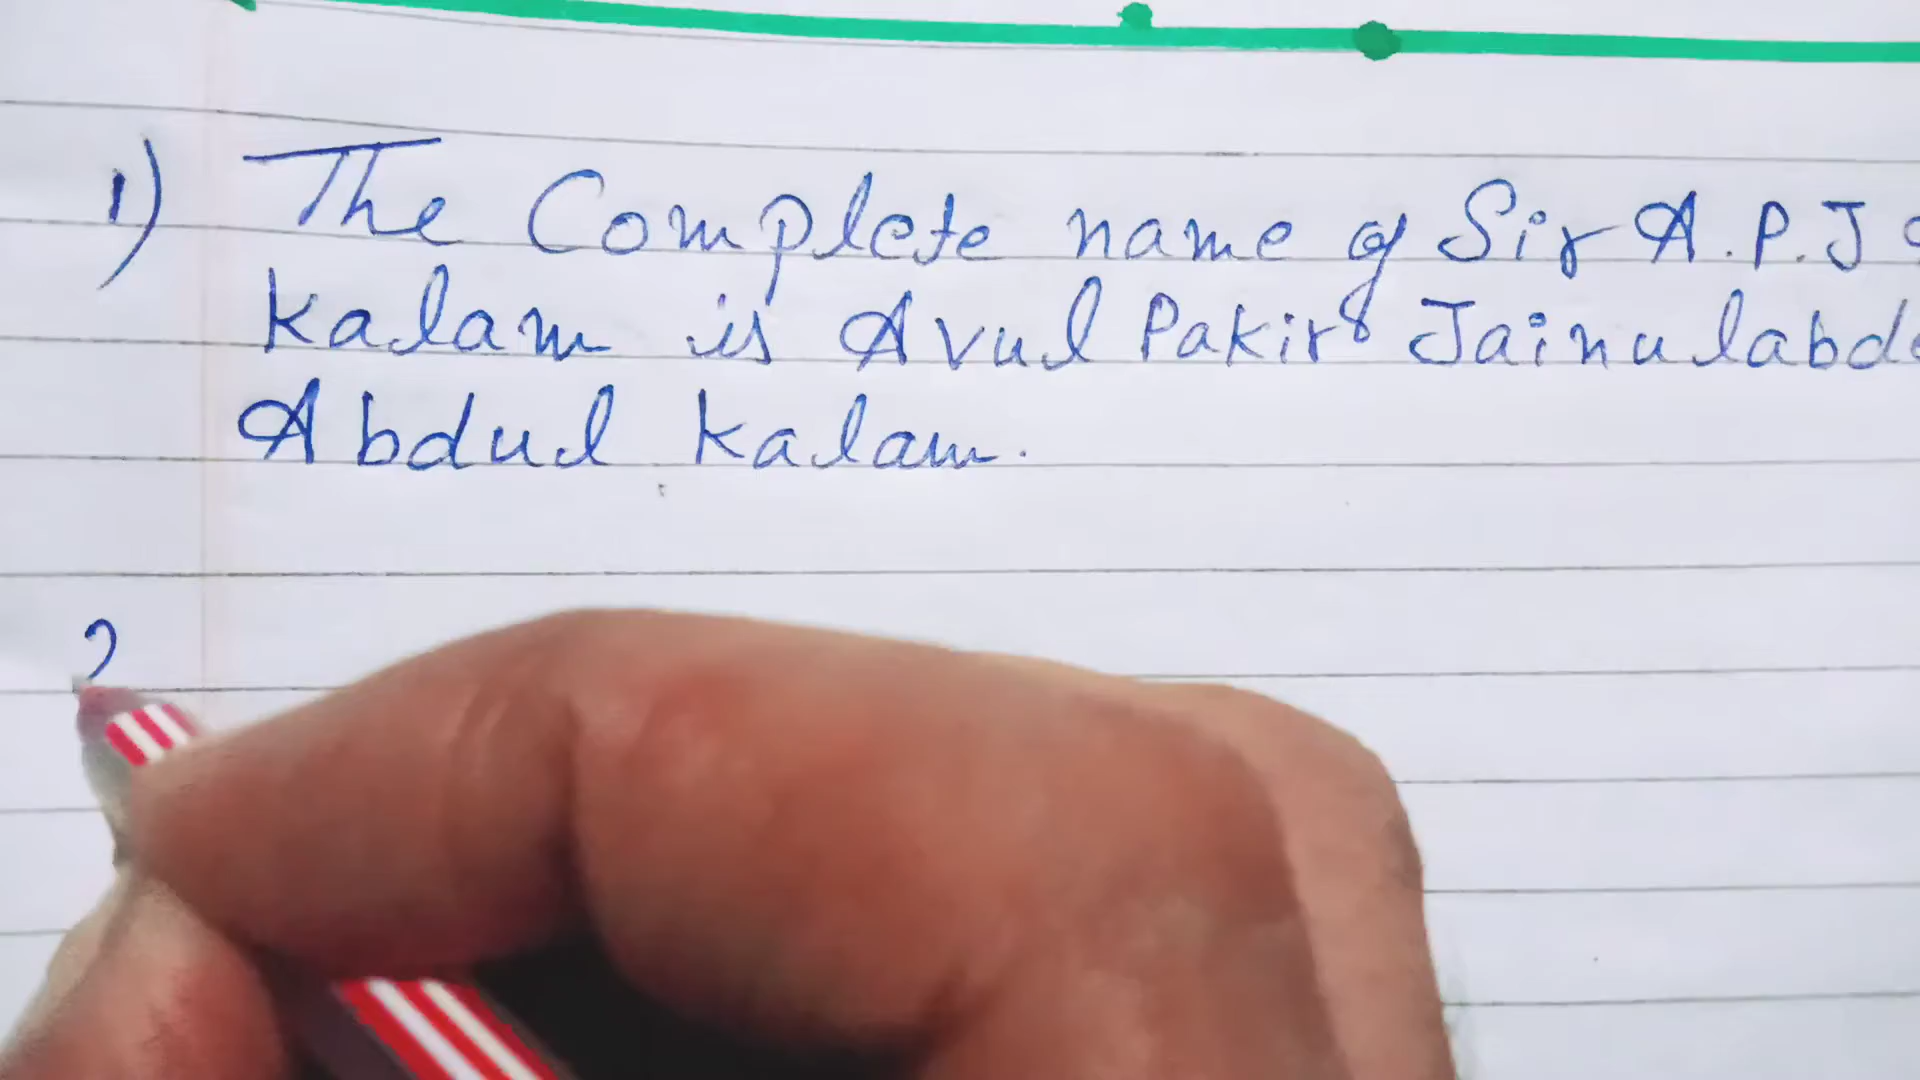 1) The Complete name of Sir A.P.J
Kalam is Avul Pakir Jainulabd
Abdul Kalam.
2